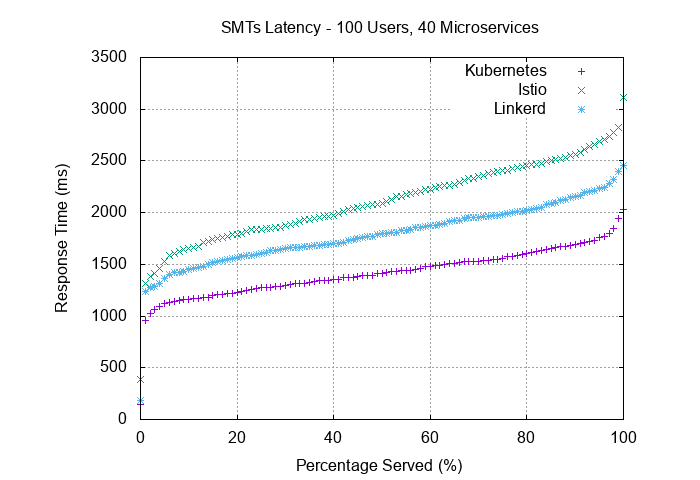 SMTs Latency - 100 Users, 40 Microservices
3500
3000
2500
2000
1500
1000
500
0
Response Time (ms)
Kubernetes
Istio
Linkerd
0 20 40 60 80 100
Percentage Served (%)